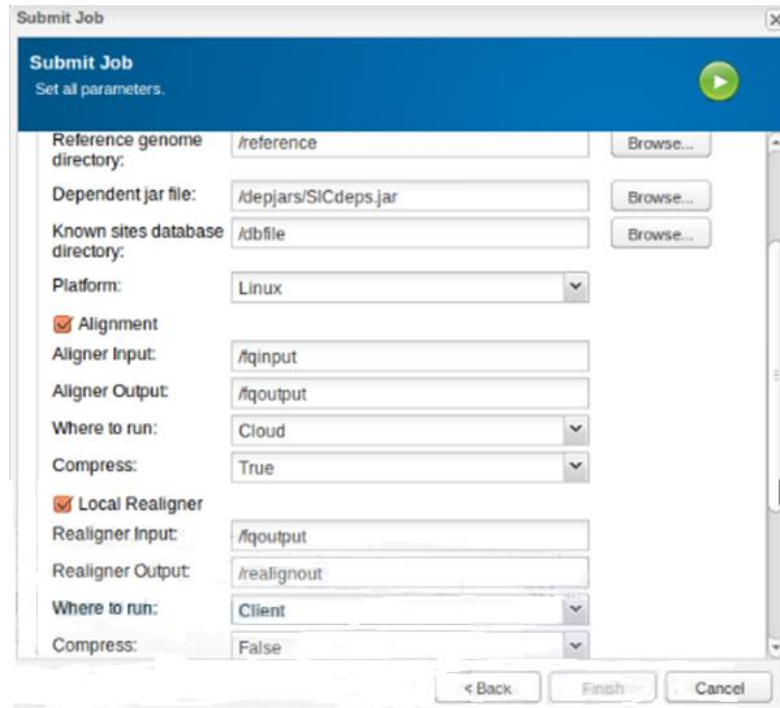 Submit Job
Submit Job
Set all parameters.
Reference genome
directory:
/reference
Browse...
Dependent jar file:
/depjars/SICdeps.jar
Browse...
Known sites database
directory:
/dbfile
Browse...
Platform:
Linux
Alignment
Aligner Input:
/fqinput
Aligner Output:
/fqoutput
Where to run:
Cloud
Compress:
True
Local Realigner
Realigner Input:
/fqoutput
Realigner Output:
/realignout
Where to run:
Client
Compress:
False
< Back
Finish
Cancel